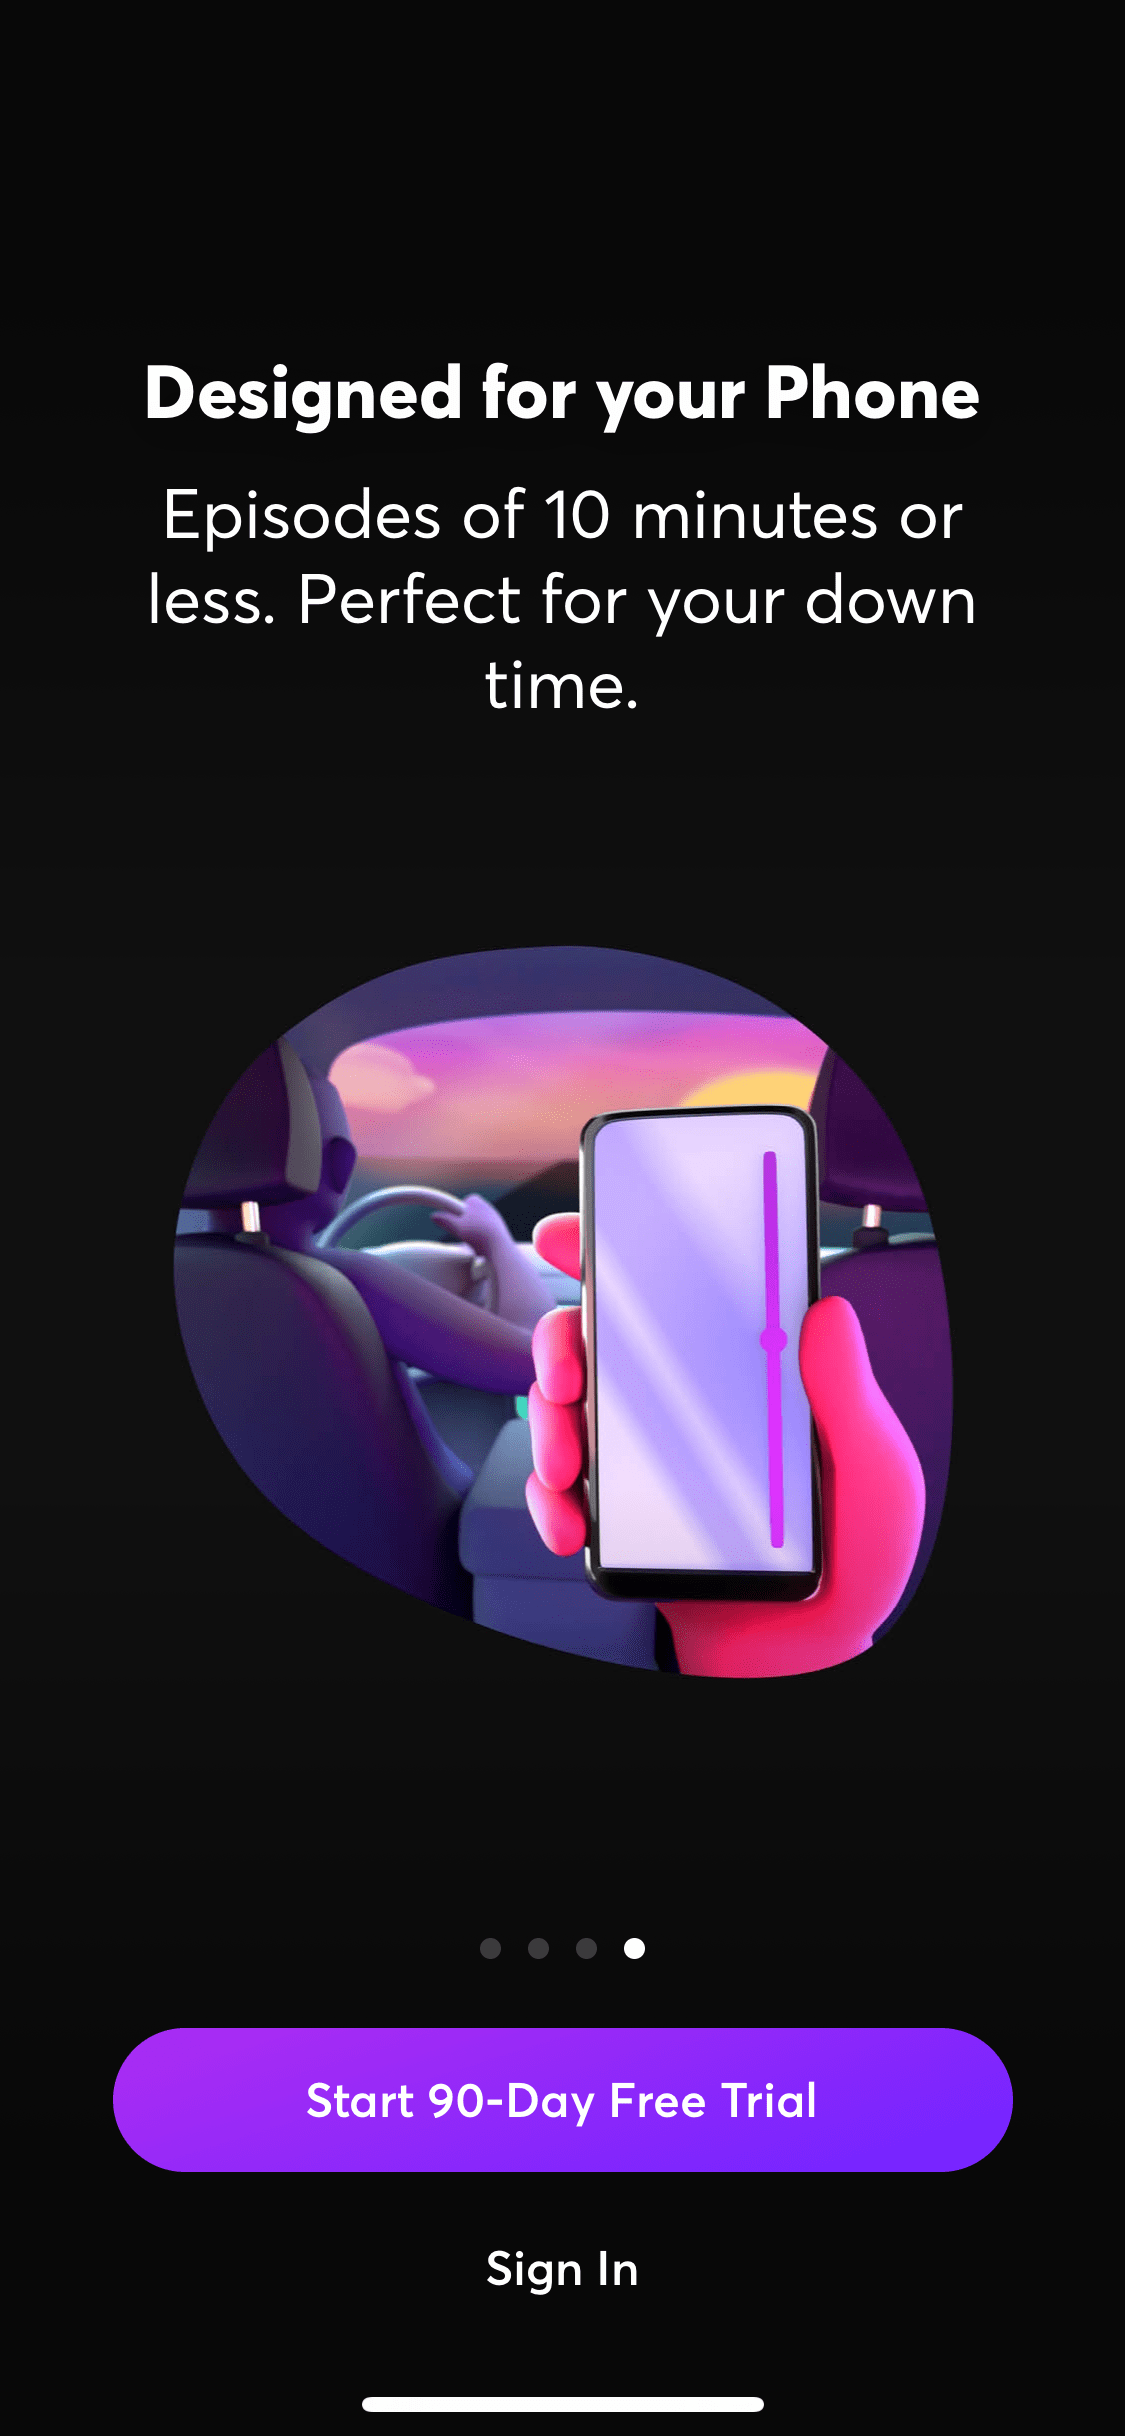 Designed for your Phone
Episodes of 10 minutes or
less. Perfect for your down
time.
Start 90-Day Free Trial
Sign In